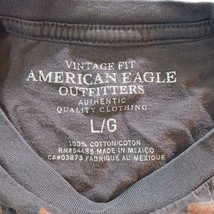 VINTAGE FIT
AMERICAN EAGLE
OUTFITTERS
AUTHENTIC
QUALITY CLOTHING
L/G
100% COTTON/COTON
RN#54485 MADE IN MEXICO
CA#03873 FABRIQUÉ AU MEXIQUE